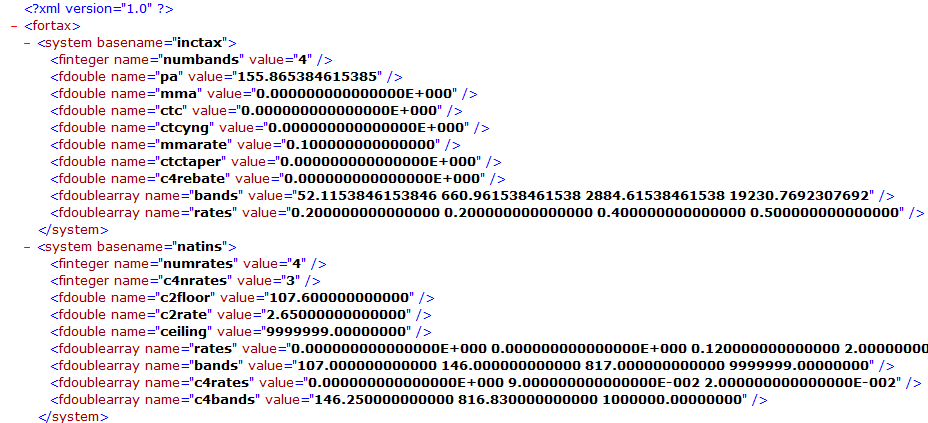 <?xml version="1.0" ?>
- <fortax>
- <system basename="inctax">
<finteger name="numbands" value="4" />
<fdouble name="pa" value="155.865384615385" />
<fdouble name="mma" value="0.000000000000000E+000" />
<fdouble name="ctc" value="0.000000000000000E+000" />
<fdouble name="ctcyng" value="0.000000000000000E+000" />
<fdouble name="mmarate" value="0.100000000000000" />
<fdouble name="ctctaper" value="0.000000000000000E+000" />
<fdouble name="c4rebate" value="0.000000000000000E+000" />
<fdoublearray name="bands" value="52.1153846153846 660.961538461538 2884.61538461538 19230.7692307692" />
<fdoublearray name="rates" value="0.200000000000000 0.200000000000000 0.400000000000000 0.500000000000000" />
</system>
- <system basename="natins">
<finteger name="numrates" value="4" />
<finteger name="c4nrates" value="3" />
<fdouble name="c2floor" value="107.600000000000" />
<fdouble name="c2rate" value="2.65000000000000" />
<fdouble name="ceiling" value="9999999.00000000" />
<fdoublearray name="rates" value="0.000000000000000E+000 0.000000000000000E+000 0.120000000000000 2.00000000
<fdoublearray name="bands" value="107.000000000000 146.000000000000 817.000000000000 9999999.00000000" />
<fdoublearray name="c4rates" value="0.000000000000000E+000 9.000000000000000E-002 2.000000000000000E-002" />
<fdoublearray name="c4bands" value="146.250000000000 816.830000000000 1000000.00000000" />
</system>